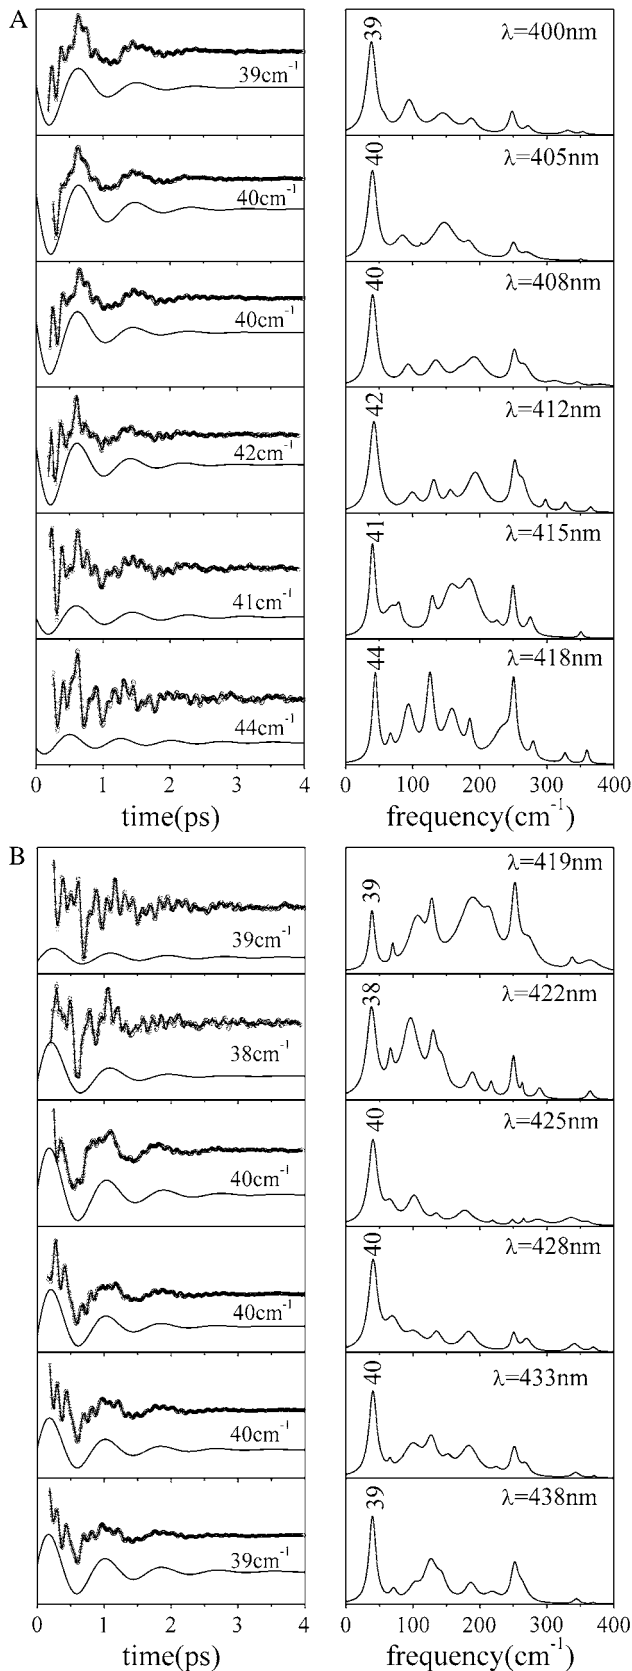 A
39cm⁻¹
39
λ=400nm
40cm⁻¹
40
λ=405nm
40cm⁻¹
40
λ=408nm
42cm⁻¹
42
λ=412nm
41cm⁻¹
41
λ=415nm
44cm⁻¹
44
λ=418nm
0 1 2 3 4
0 100 200 300 400
time(ps)
frequency(cm⁻¹)
B
39cm⁻¹
39
λ=419nm
38cm⁻¹
38
λ=422nm
40cm⁻¹
40
λ=425nm
40cm⁻¹
40
λ=428nm
40cm⁻¹
40
λ=433nm
39cm⁻¹
39
λ=438nm
0 1 2 3 4
0 100 200 300 400
time(ps)
frequency(cm⁻¹)